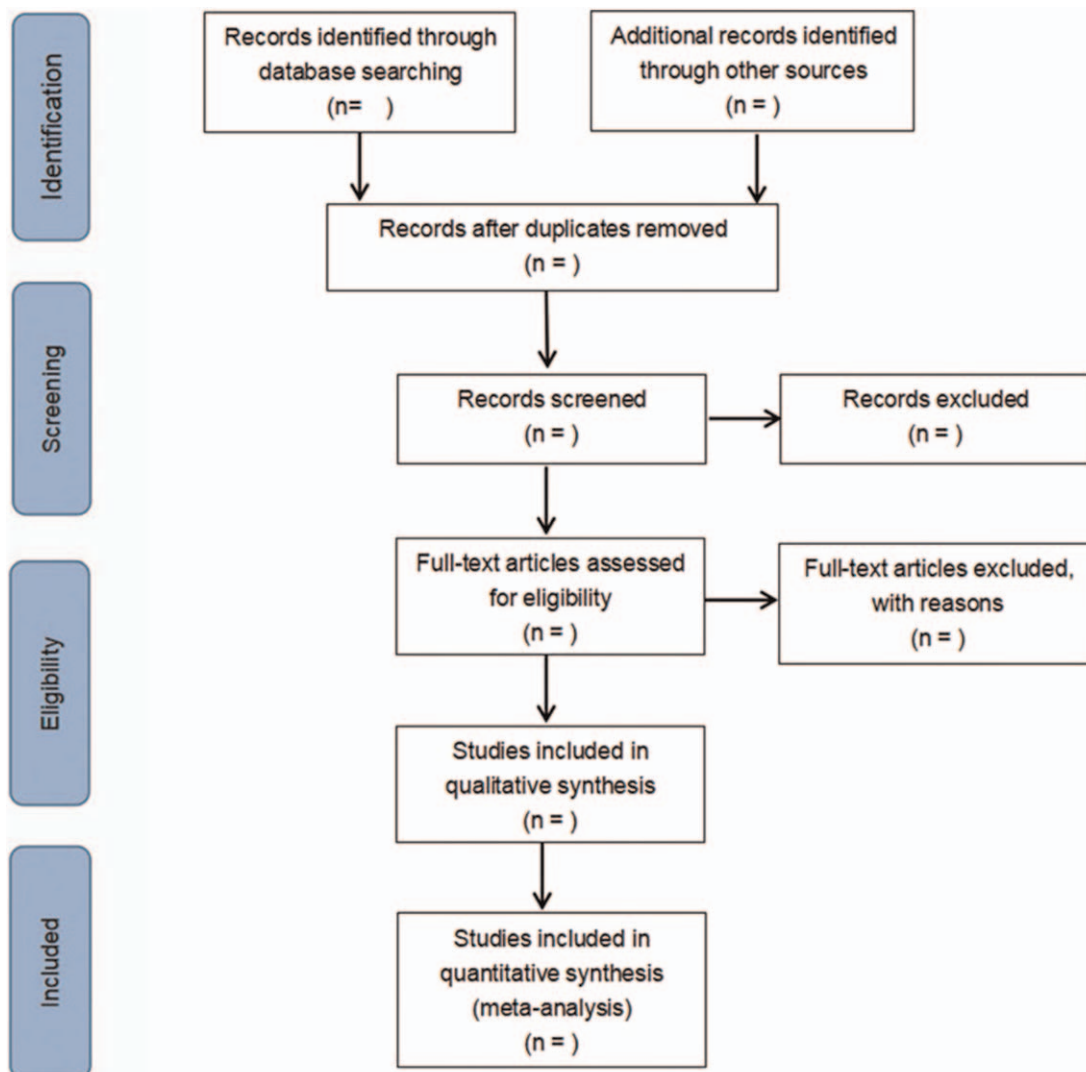 Identification
Records identified through
database searching
(n=   )
Additional records identified
through other sources
(n = )
Records after duplicates removed
(n = )
Screening
Records screened
(n = )
Records excluded
(n = )
Eligibility
Full-text articles assessed
for eligibility
(n = )
Full-text articles excluded,
with reasons
(n = )
Studies included in
qualitative synthesis
(n = )
Included
Studies included in
quantitative synthesis
(meta-analysis)
(n = )